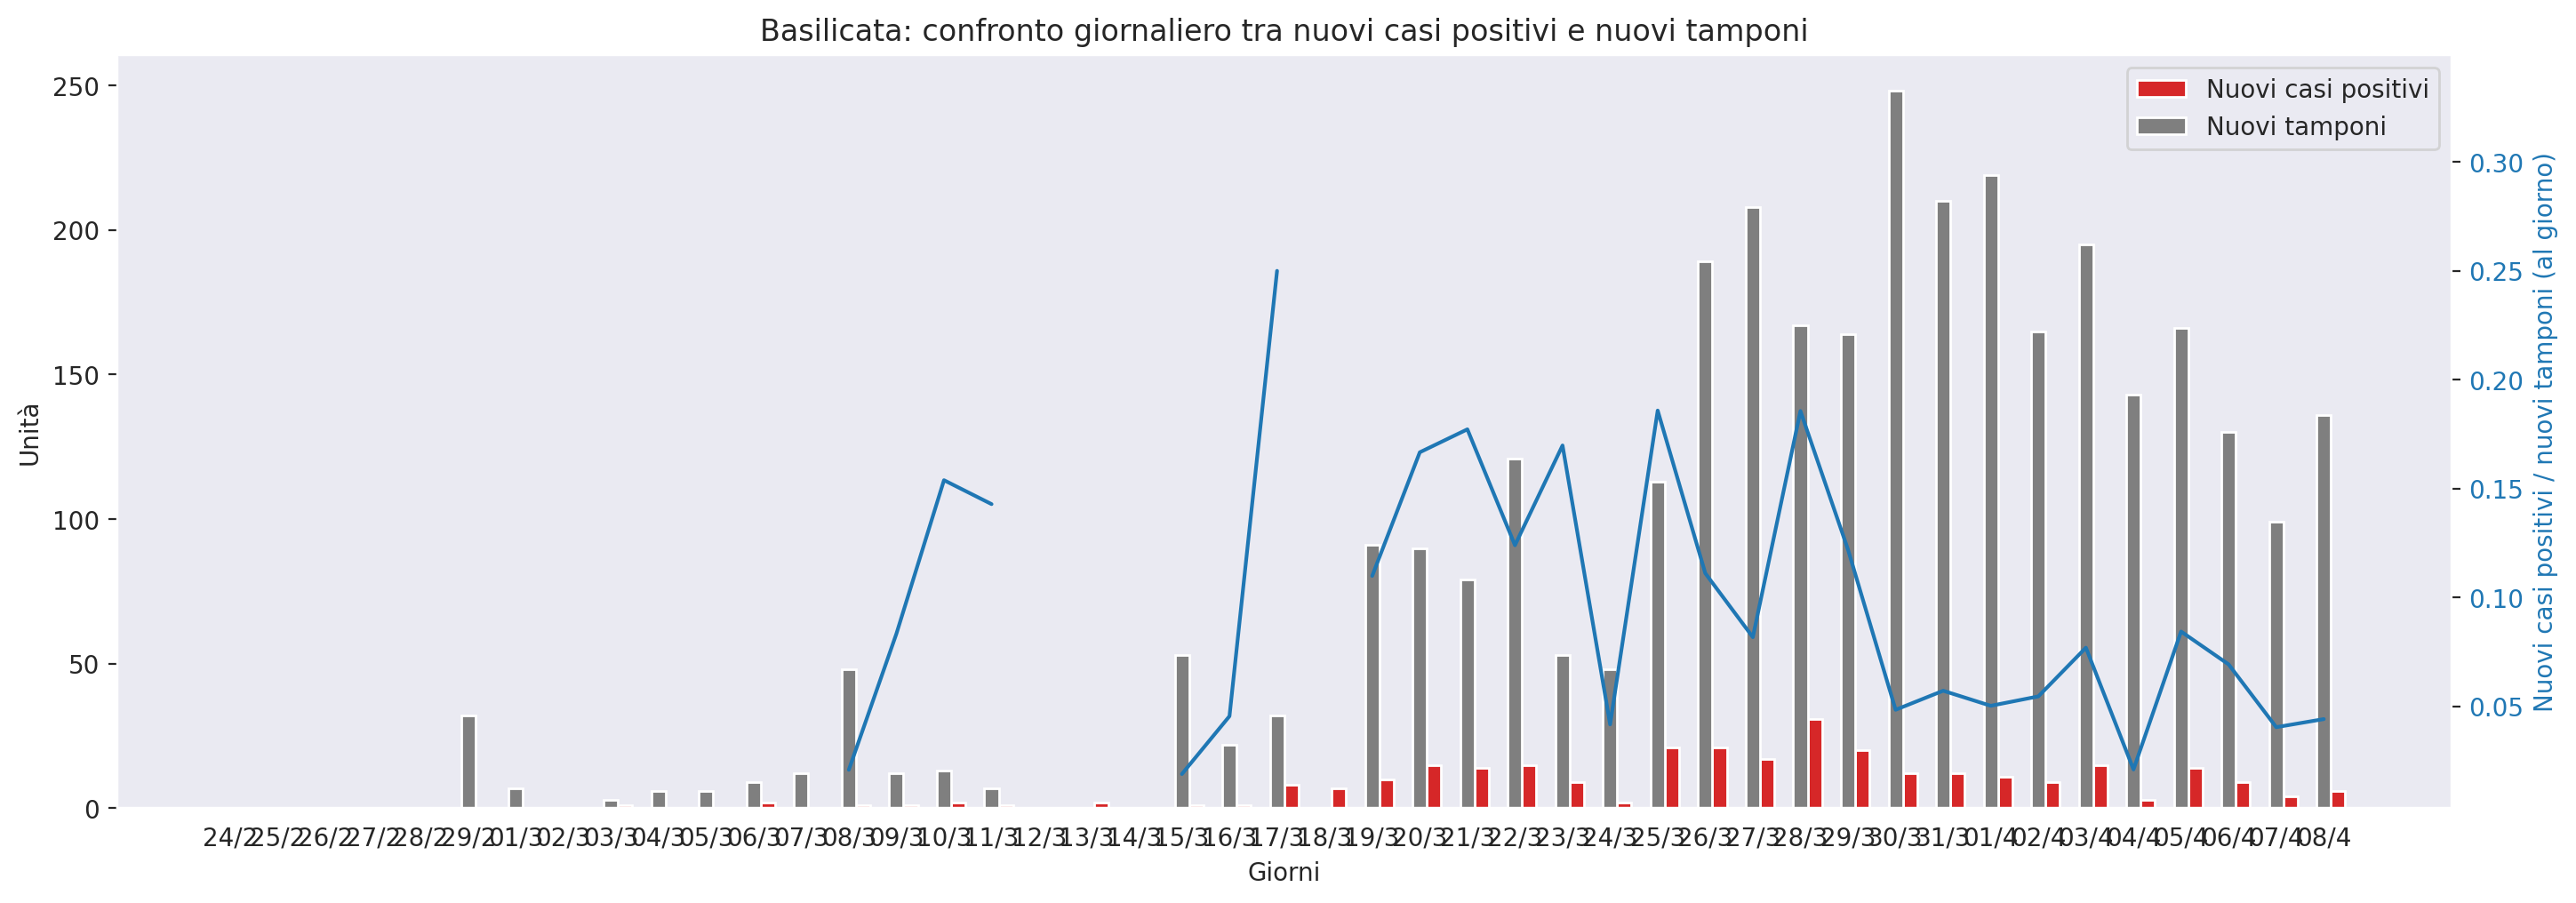 Basilicata: confronto giornaliero tra nuovi casi positivi e nuovi tamponi
Nuovi casi positivi
Nuovi tamponi
250
200
150
100
50
0
Unità
0.30
0.25
0.20
0.15
0.10
0.05
Nuovi casi positivi / nuovi tamponi (al giorno)
24/2 25/2 26/2 27/2 28/2 29/2 01/3 02/3 03/3 04/3 05/3 06/3 07/3 08/3 09/3 10/3 11/3 12/3 13/3 14/3 15/3 16/3 17/3 18/3 19/3 20/3 21/3 22/3 23/3 24/3 25/3 26/3 27/3 28/3 29/3 30/3 31/3 01/4 02/4 03/4 04/4 05/4 06/4 07/4 08/4
Giorni